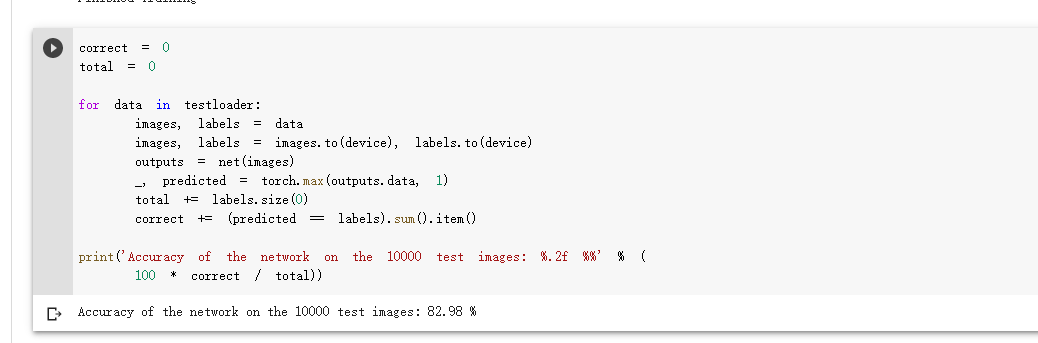 Finished Training
correct = 0
total = 0
for data in testloader:
images, labels = data
images, labels = images.to(device), labels.to(device)
outputs = net(images)
_, predicted = torch.max(outputs.data, 1)
total += labels.size(0)
correct += (predicted == labels).sum().item()
print('Accuracy of the network on the 10000 test images: %.2f %%' % (
100 * correct / total))
Accuracy of the network on the 10000 test images: 82.98 %